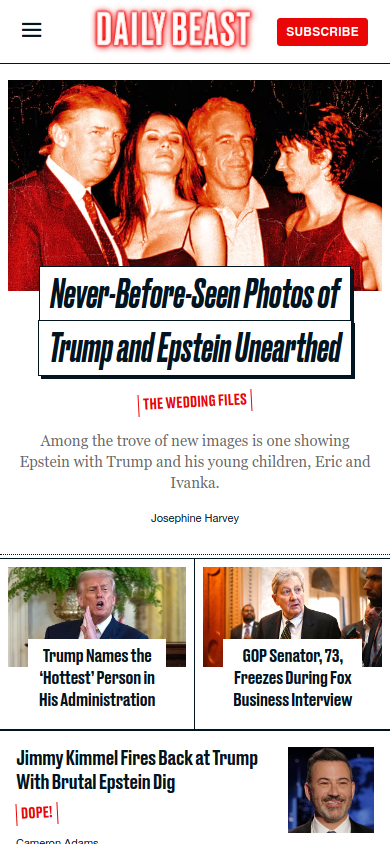 DAILY BEAST
SUBSCRIBE
Never-Before-Seen Photos of
Trump and Epstein Unearthed
THE WEDDING FILES
Among the trove of new images is one showing
Epstein with Trump and his young children, Eric and
Ivanka.
Josephine Harvey
Trump Names the
‘Hottest’ Person in
His Administration
GOP Senator, 73,
Freezes During Fox
Business Interview
Jimmy Kimmel Fires Back at Trump
With Brutal Epstein Dig
DOPE!
Cameron Adams